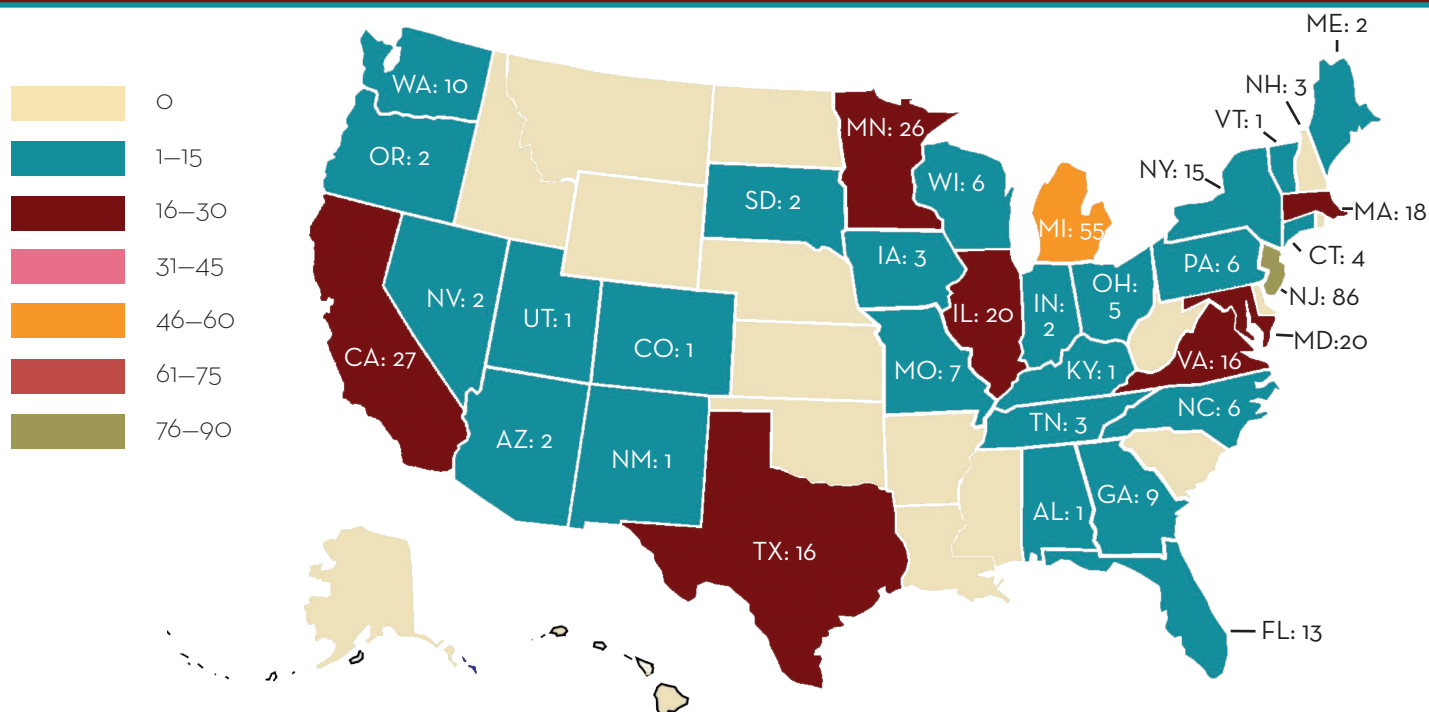 0
1–15
16–30
31–45
46–60
61–75
76–90
ME: 2
NH: 3
VT: 1
NY: 15
MA: 18
CT: 4
NJ: 86
MD:20
WA: 10
OR: 2
MN: 26
WI: 6
SD: 2
MI: 55
IA: 3
PA: 6
OH:
5
IN:
2
IL: 20
NV: 2
UT: 1
CO: 1
CA: 27
MO: 7
KY: 1
VA: 16
NC: 6
TN: 3
AZ: 2
NM: 1
AL: 1
GA: 9
TX: 16
FL: 13